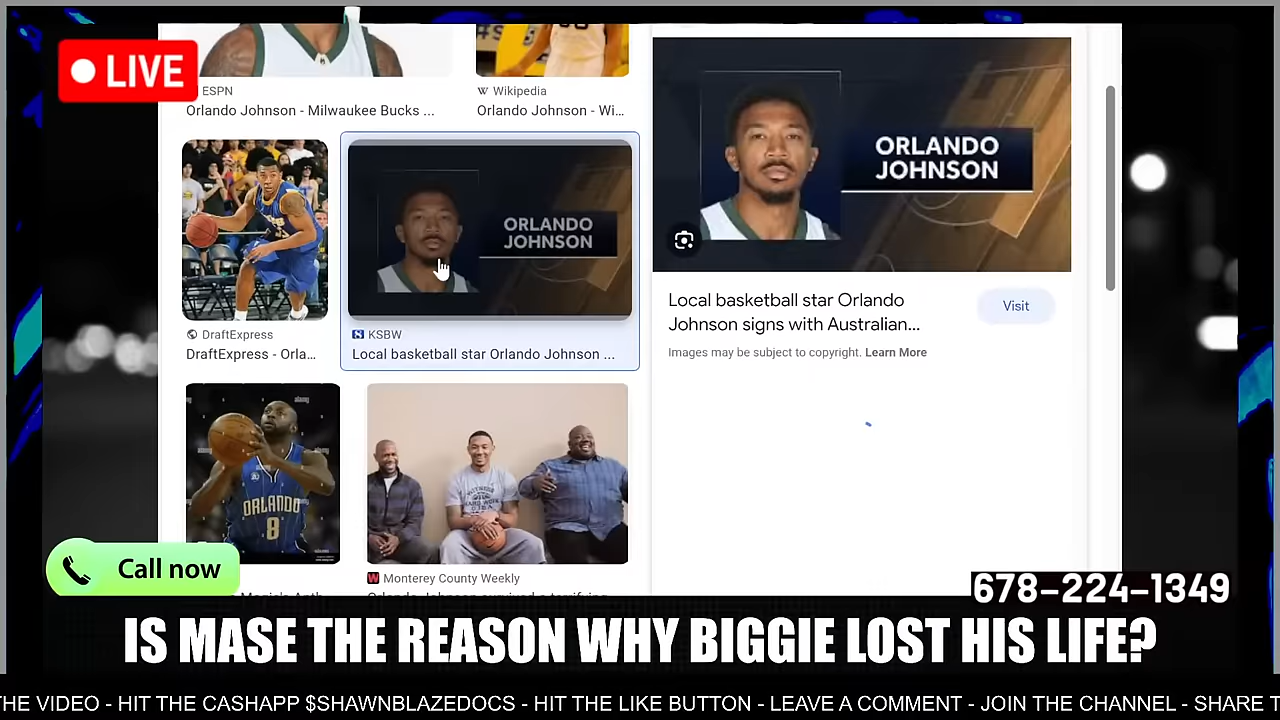 LIVE
ESPN
Orlando Johnson - Milwaukee Bucks ...
W Wikipedia
Orlando Johnson - Wi...
DraftExpress
DraftExpress - Orla...
ORLANDO
JOHNSON
KSBW
Local basketball star Orlando Johnson ...
ORLANDO
JOHNSON
Local basketball star Orlando
Johnson signs with Australian...
Visit
Images may be subject to copyright. Learn More
alamy
ORLANDO
8
Monterey County Weekly
Call now
678-224-1349
IS MASE THE REASON WHY BIGGIE LOST HIS LIFE?
THE VIDEO - HIT THE CASHAPP $SHAWNBLAZEDOCS - HIT THE LIKE BUTTON - LEAVE A COMMENT - JOIN THE CHANNEL - SHARE T